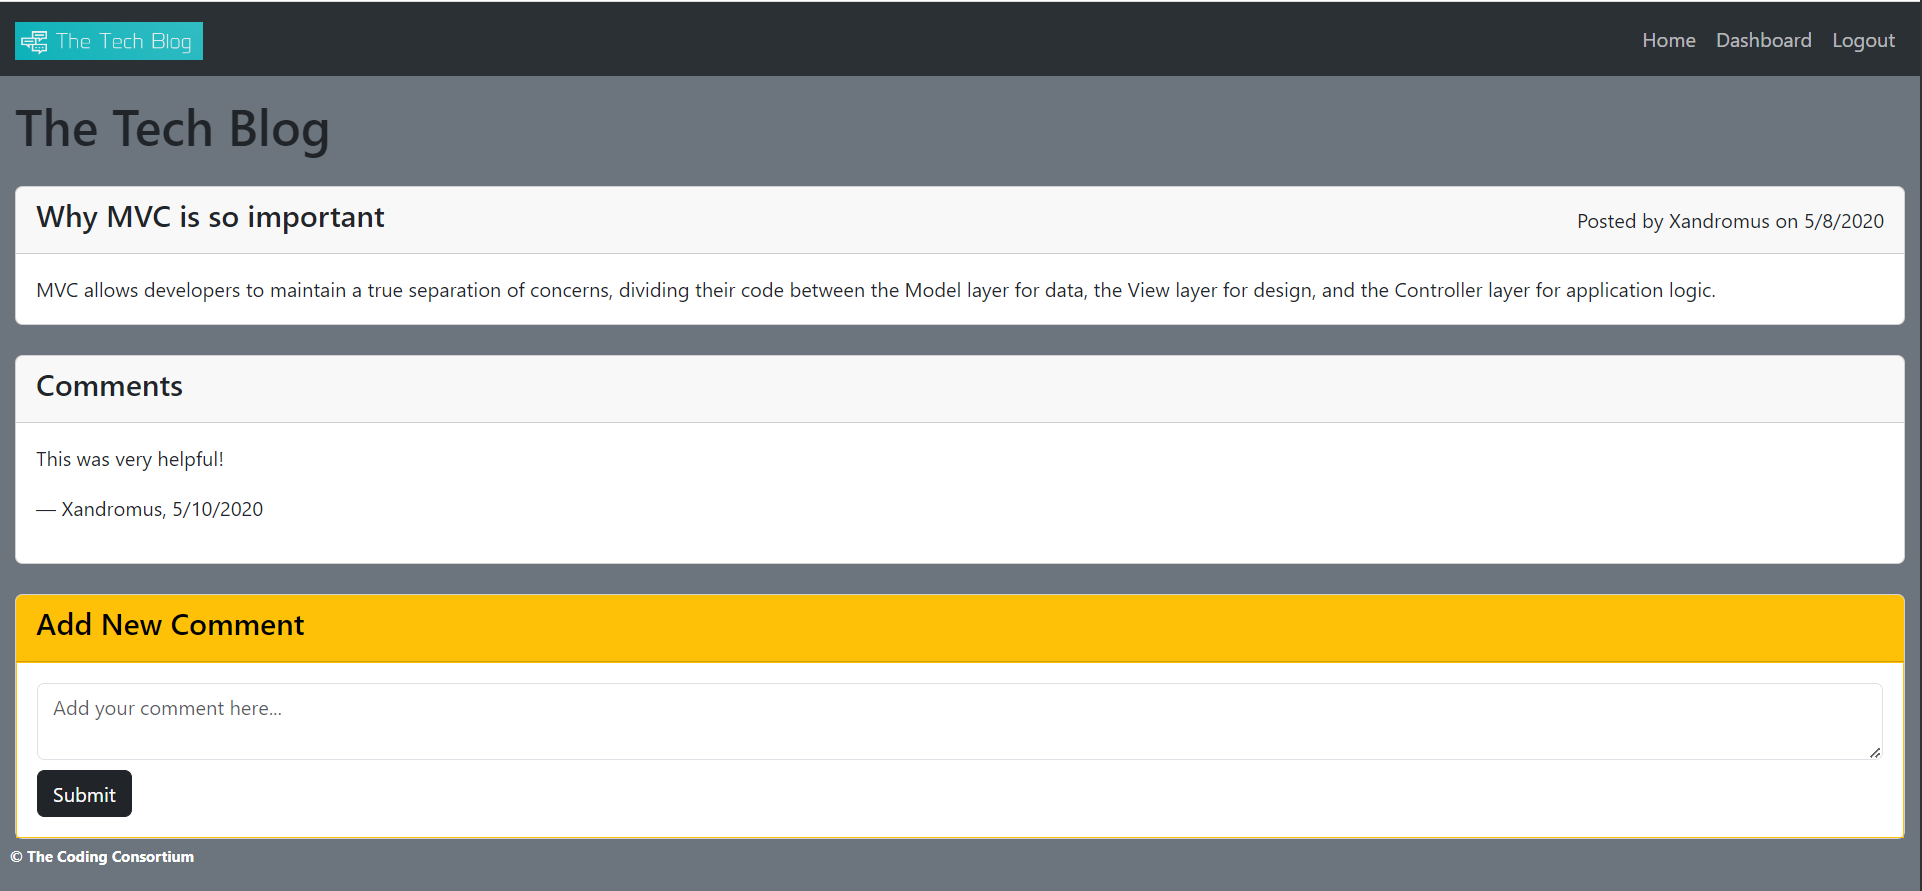 The Tech Blog
Home Dashboard Logout
The Tech Blog
Why MVC is so important
Posted by Xandromus on 5/8/2020
MVC allows developers to maintain a true separation of concerns, dividing their code between the Model layer for data, the View layer for design, and the Controller layer for application logic.
Comments
This was very helpful!
— Xandromus, 5/10/2020
Add New Comment
Add your comment here...
Submit
© The Coding Consortium